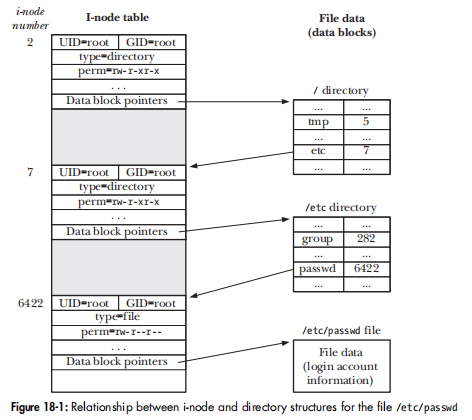 i-node number
I-node table
File data
(data blocks)
2
UID=root GID=root
type=directory
perm=rw-r-xr-x
...
Data block pointers
/ directory
... ...
tmp 5
... ...
etc 7
... ...
7
UID=root GID=root
type=directory
perm=rw-r-xr-x
...
Data block pointers
/etc directory
... ...
group 282
... ...
passwd 6422
... ...
6422
UID=root GID=root
type=file
perm=rw-r--r--
...
Data block pointers
/etc/passwd file
File data
(login account
information)
Figure 18-1: Relationship between i-node and directory structures for the file /etc/passwd